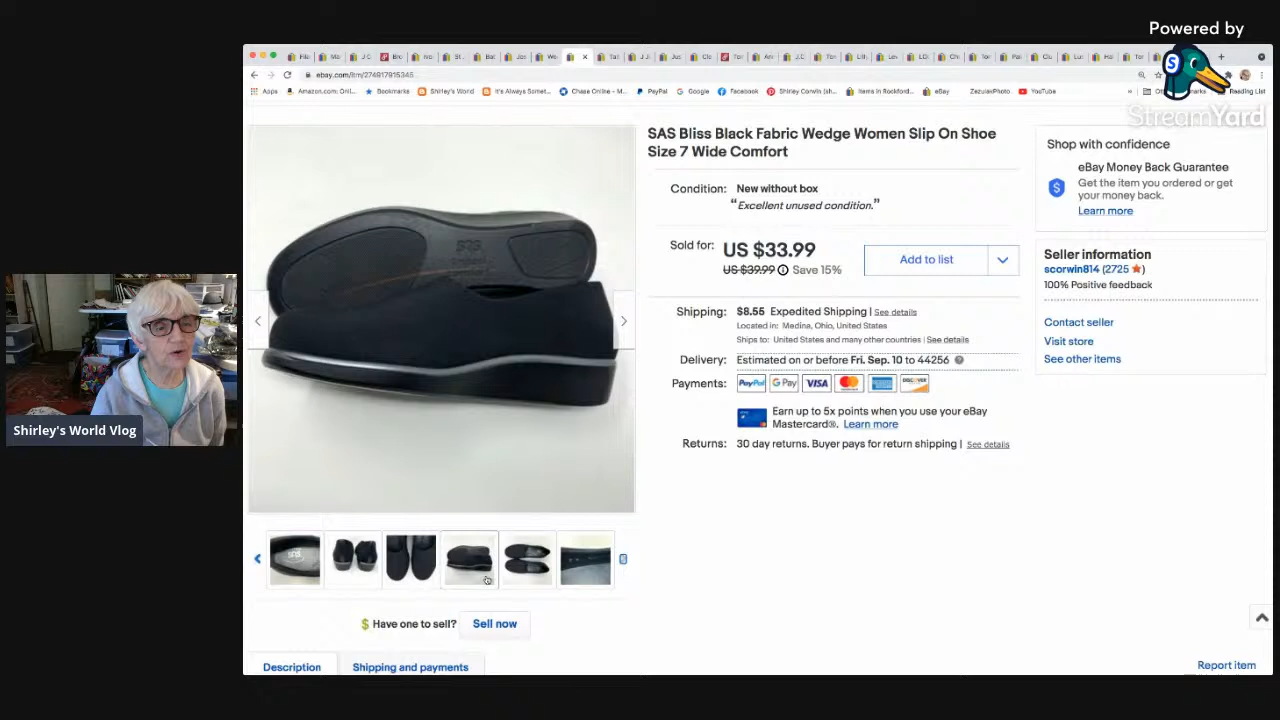 Powered by
StreamYard
ebay.com/itm/274917915345
Apps
Amazon.com: Onli...
Bookmarks
Shirley's World
It's Always Somet...
Chase Online - M...
PayPal
Google
Facebook
Shirley Corwin (sh...
Items in Rockford...
eBay
ZezulakPhoto
YouTube
Reading List
SAS Bliss Black Fabric Wedge Women Slip On Shoe
Size 7 Wide Comfort
Condition: New without box
"Excellent unused condition."
Sold for: US $33.99
US $39.99 Save 15%
Add to list
Shipping: $8.55 Expedited Shipping | See details
Located in: Medina, Ohio, United States
Ships to: United States and many other countries | See details
Delivery: Estimated on or before Fri. Sep. 10 to 44256
Payments: PayPal G Pay VISA
Earn up to 5x points when you use your eBay
Mastercard®. Learn more
Returns: 30 day returns. Buyer pays for return shipping | See details
Shop with confidence
eBay Money Back Guarantee
Get the item you ordered or get
your money back.
Learn more
Seller information
scorwin814 (2725)
100% Positive feedback
Contact seller
Visit store
See other items
Shirley's World Vlog
Have one to sell? Sell now
Description
Shipping and payments
Report item